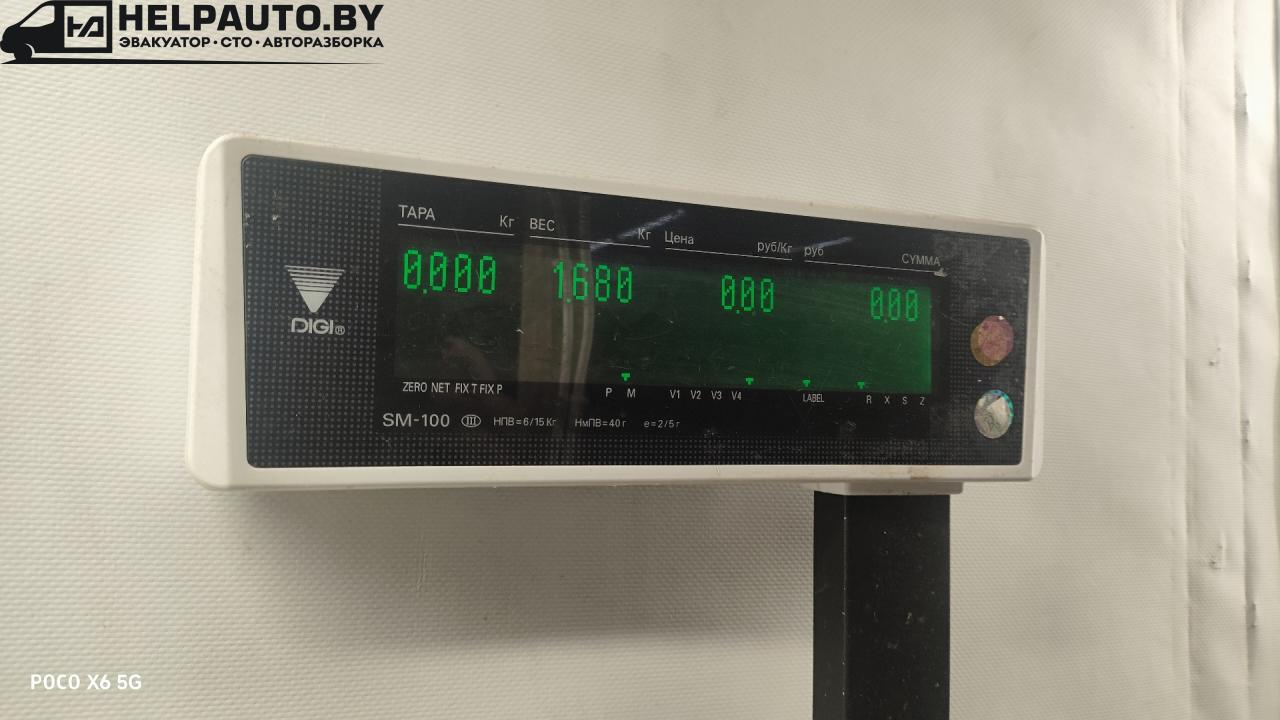 HELPAUTO.BY
ЭВАКУАТОР · СТО · АВТОРАЗБОРКА
ТАРА Кг ВЕС Кг Цена руб/Кг руб СУММА
0.000 1.680 0.00 0.00
DIGI®
ZERO NET FIX T FIX P P M V1 V2 V3 V4 LABEL R X S Z
SM-100 III НПВ=6/15 Кг НмПВ=40 г e=2/5 г
POCO X6 5G